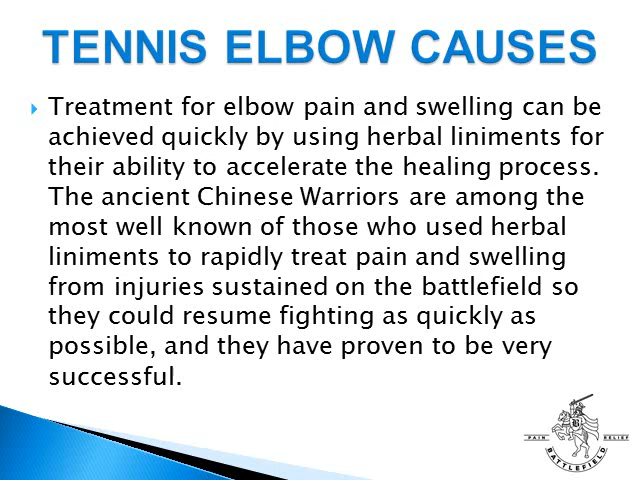 TENNIS ELBOW CAUSES
Treatment for elbow pain and swelling can be
achieved quickly by using herbal liniments for
their ability to accelerate the healing process.
The ancient Chinese Warriors are among the
most well known of those who used herbal
liniments to rapidly treat pain and swelling
from injuries sustained on the battlefield so
they could resume fighting as quickly as
possible, and they have proven to be very
successful.
PAIN RELIEF
B
BATTLEFIELD